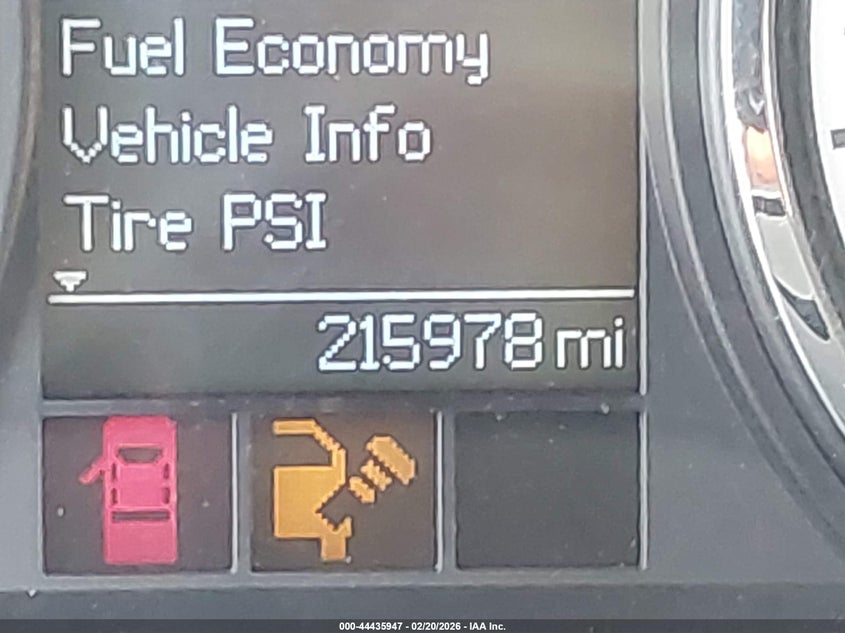 Fuel Economy
Vehicle Info
Tire PSI
215978 mi
000-44435947 - 02/20/2026 - IAA Inc.